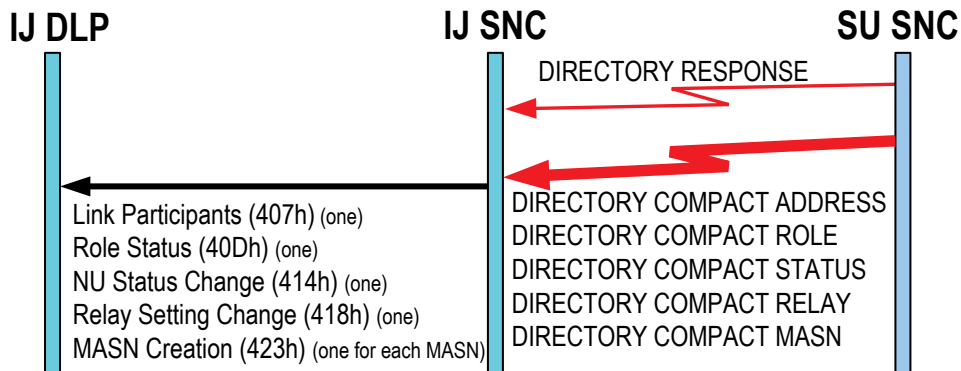 IJ DLP
IJ SNC
SU SNC
DIRECTORY RESPONSE
Link Participants (407h) (one)
Role Status (40Dh) (one)
NU Status Change (414h) (one)
Relay Setting Change (418h) (one)
MASN Creation (423h) (one for each MASN)
DIRECTORY COMPACT ADDRESS
DIRECTORY COMPACT ROLE
DIRECTORY COMPACT STATUS
DIRECTORY COMPACT RELAY
DIRECTORY COMPACT MASN